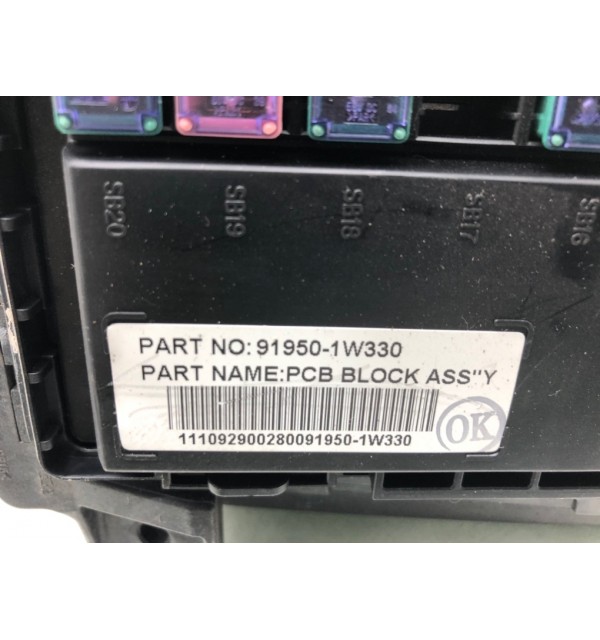 SB20
SB19
SB18
SB17
SB16
PART NO: 91950-1W330
PART NAME:PCB BLOCK ASS"Y
111092900280091950-1W330
OK